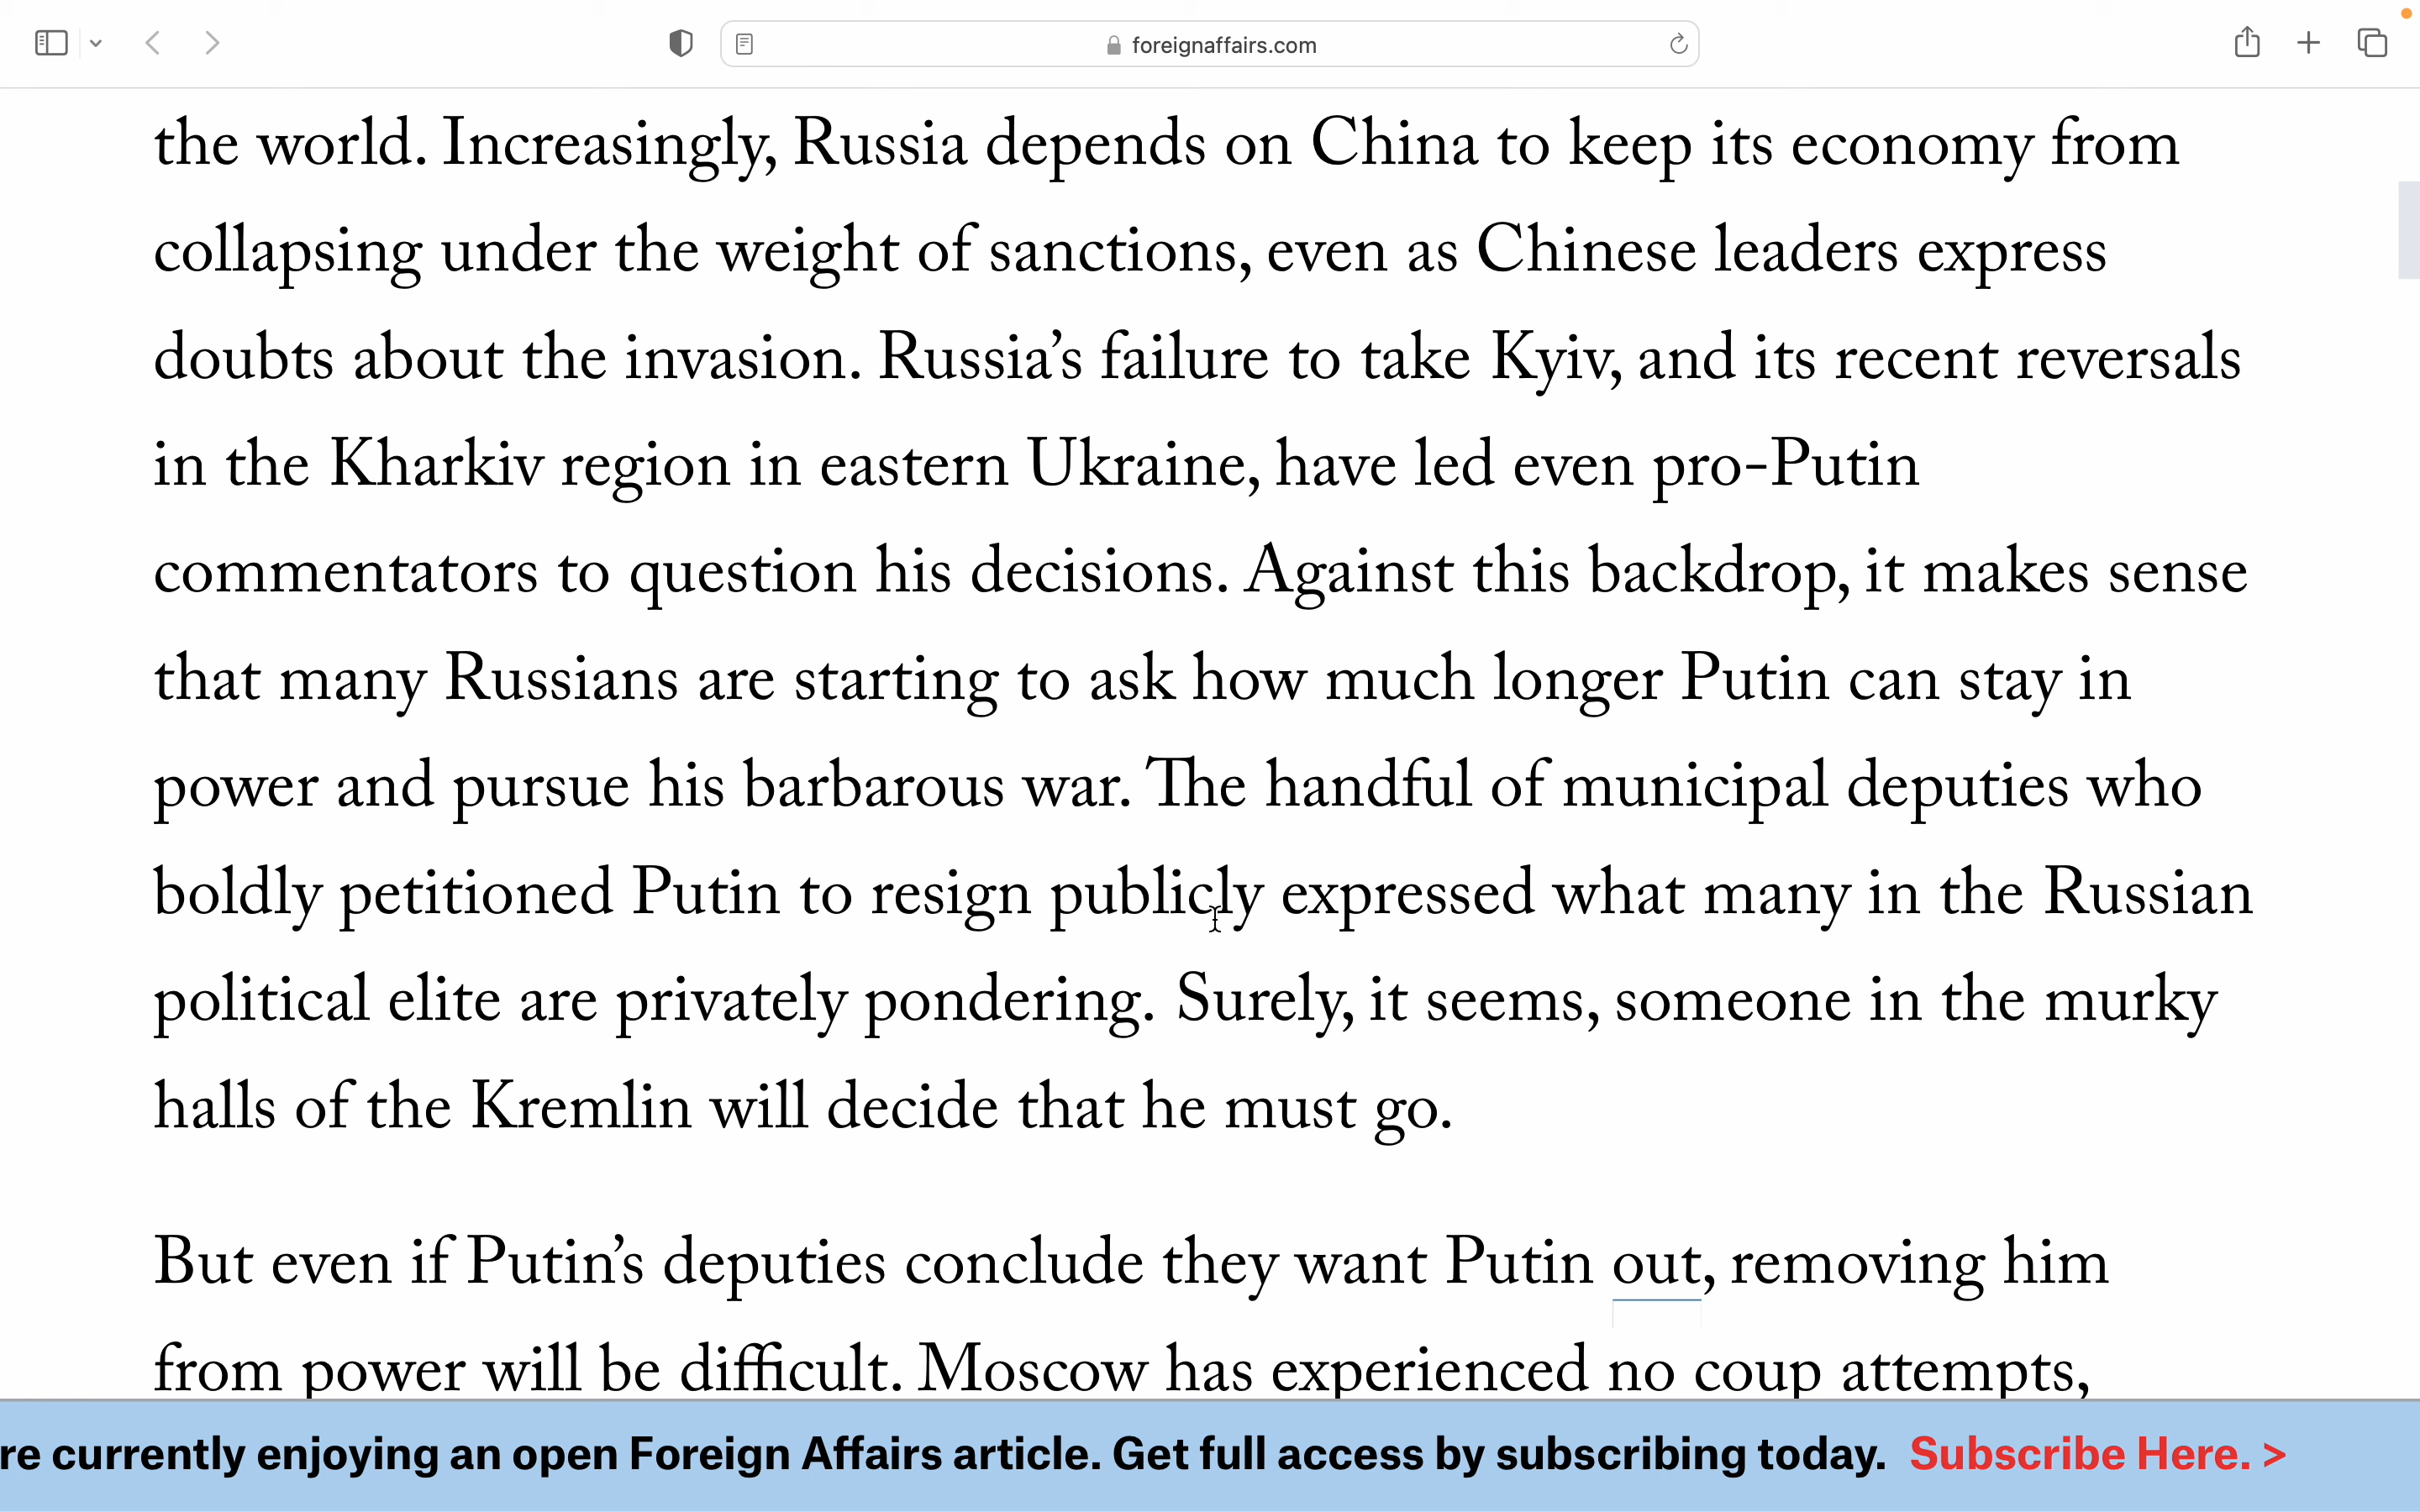 foreignaffairs.com
the world. Increasingly, Russia depends on China to keep its economy from
collapsing under the weight of sanctions, even as Chinese leaders express
doubts about the invasion. Russia’s failure to take Kyiv, and its recent reversals
in the Kharkiv region in eastern Ukraine, have led even pro-Putin
commentators to question his decisions. Against this backdrop, it makes sense
that many Russians are starting to ask how much longer Putin can stay in
power and pursue his barbarous war. The handful of municipal deputies who
boldly petitioned Putin to resign publicly expressed what many in the Russian
political elite are privately pondering. Surely, it seems, someone in the murky
halls of the Kremlin will decide that he must go.
But even if Putin’s deputies conclude they want Putin out, removing him
from power will be difficult. Moscow has experienced no coup attempts,
re currently enjoying an open Foreign Affairs article. Get full access by subscribing today. Subscribe Here. >